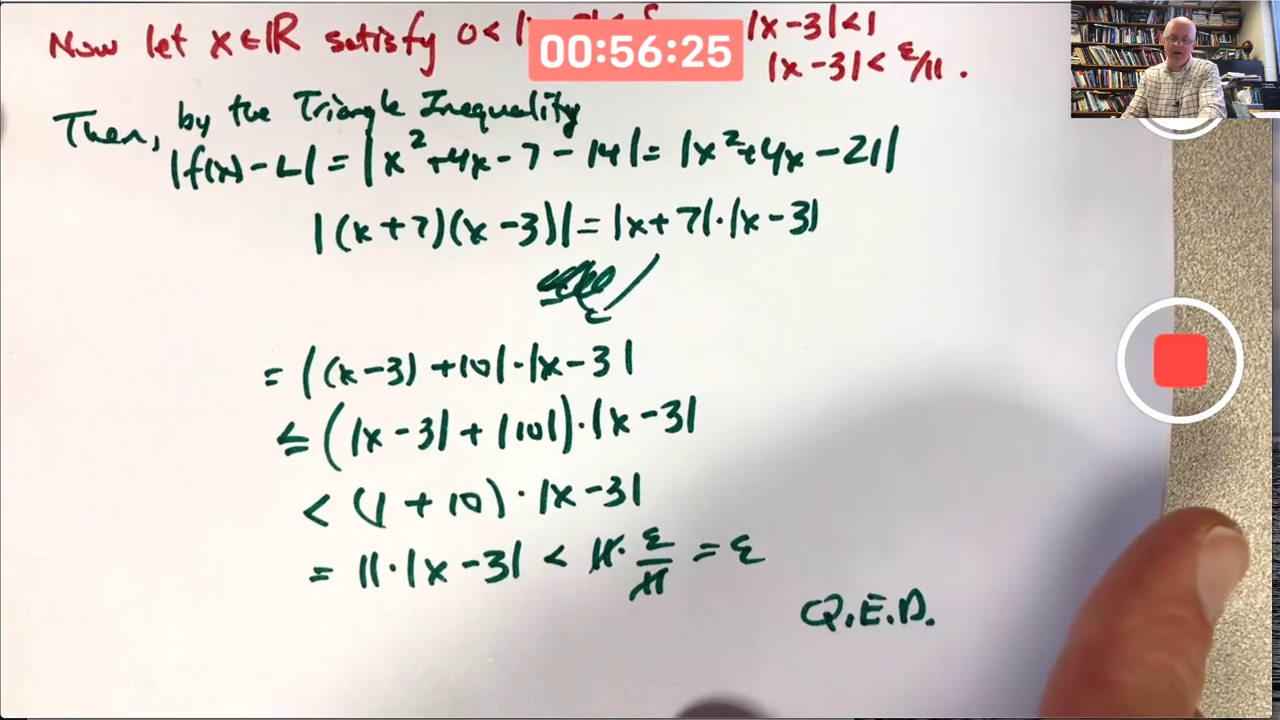 Now let x∈ℝ satisfy 0<| |x-3|<1
00:56:25
|x-3|<ε/11.
Then, by the Triangle Inequality
|f(x)-L|=|x²+4x-7-14|=|x²+4x-21|
|(x+7)(x-3)|=|x+7|·|x-3|
=|(x-3)+10|·|x-3|
≤(|x-3|+|10|)·|x-3|
<(1+10)·|x-3|
=11·|x-3|<11·ε/11=ε
Q.E.D.